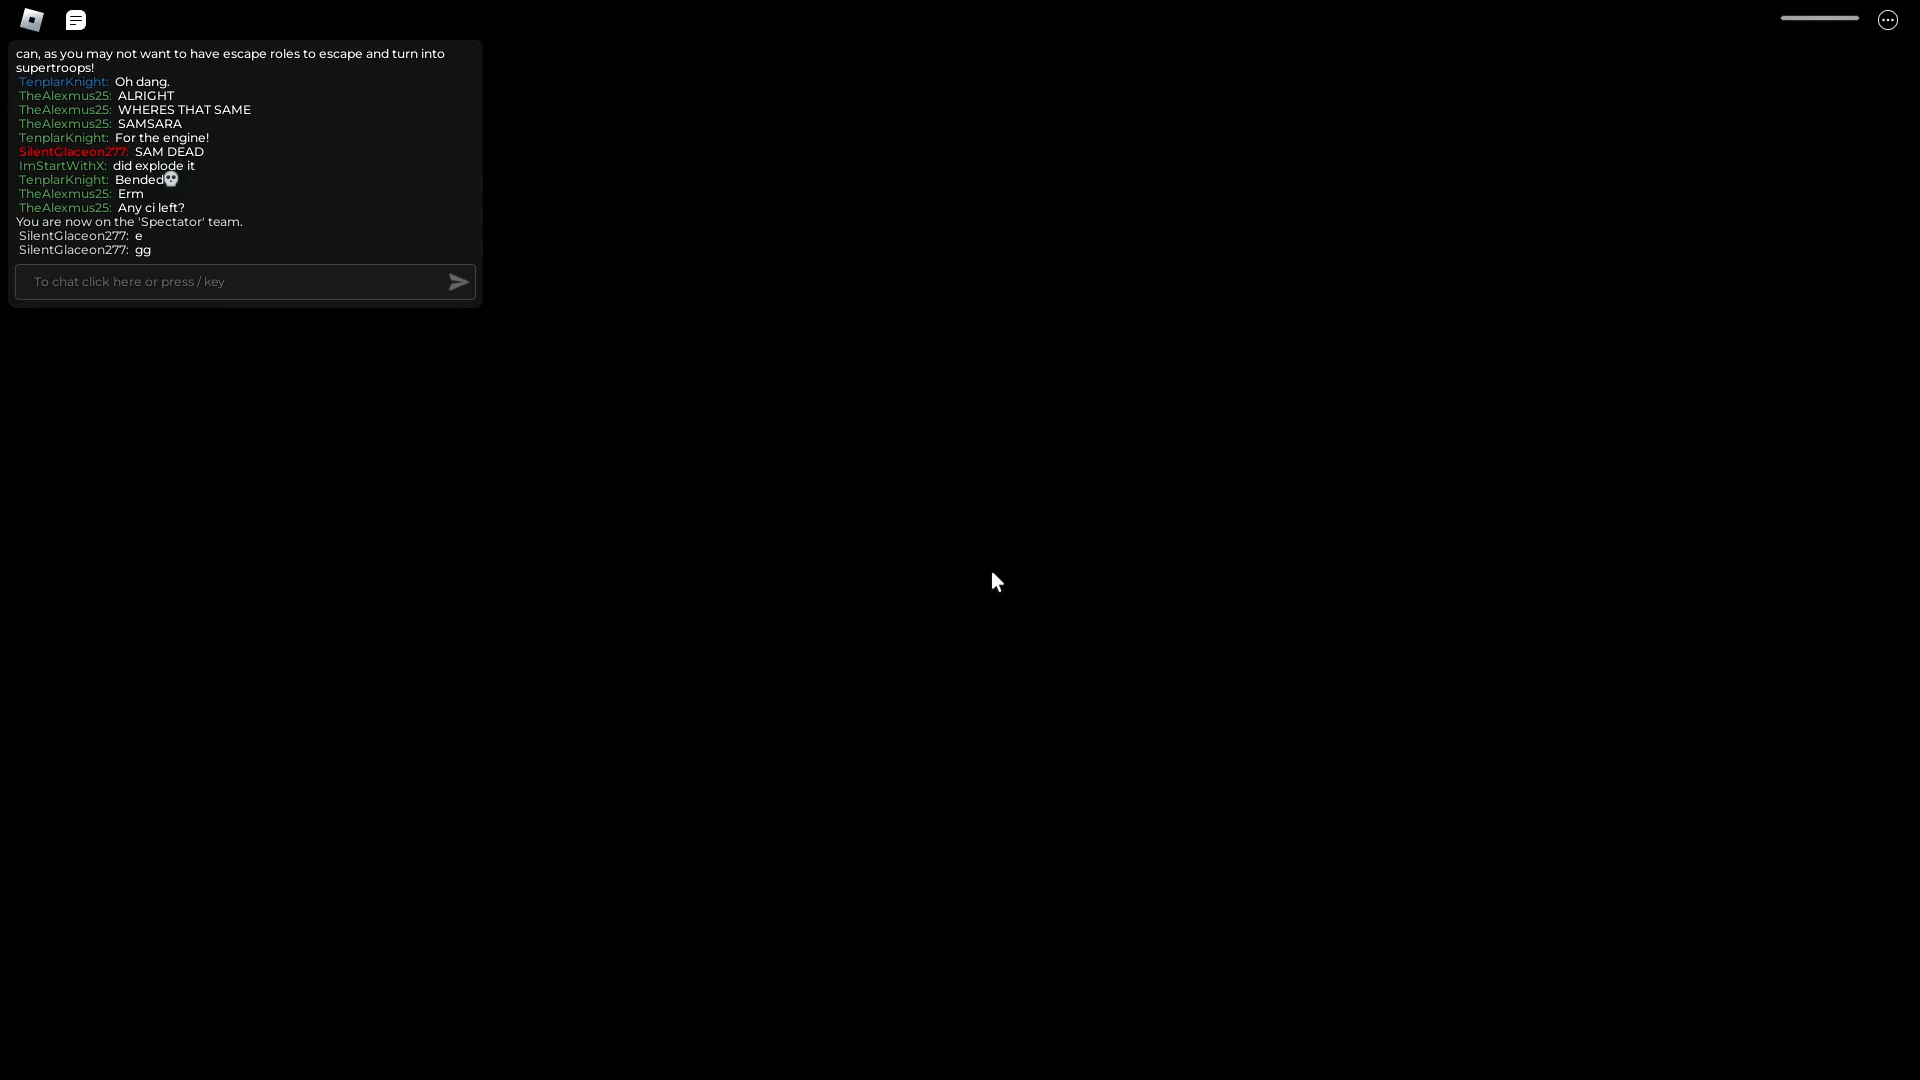 can, as you may not want to have escape roles to escape and turn into
supertroops!
TenplarKnight: Oh dang.
TheAlexmus25: ALRIGHT
TheAlexmus25: WHERES THAT SAME
TheAlexmus25: SAMSARA
TenplarKnight: For the engine!
SilentGlaceon277: SAM DEAD
ImStartWithX: did explode it
TenplarKnight: Bended💀
TheAlexmus25: Erm
TheAlexmus25: Any ci left?
You are now on the 'Spectator' team.
SilentGlaceon277: e
SilentGlaceon277: gg
To chat click here or press / key